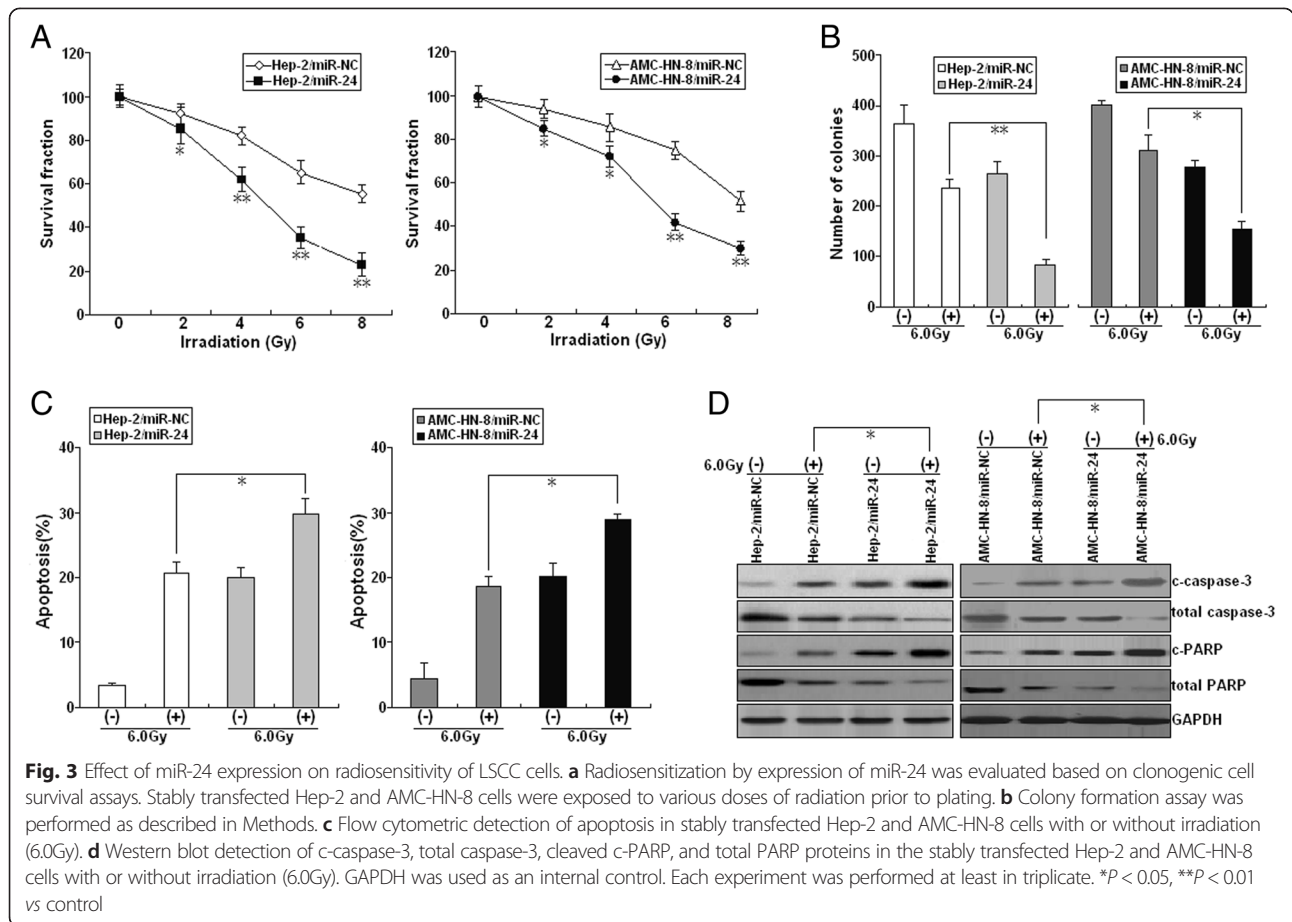 A
120
100
80
60
40
20
0
Survival fraction
Hep-2/miR-NC
Hep-2/miR-24
*
**
**
**
0 2 4 6 8
Irradiation (Gy)
120
100
80
60
40
20
0
Survival fraction
AMC-HN-8/miR-NC
AMC-HN-8/miR-24
*
*
**
**
0 2 4 6 8
Irradiation (Gy)
B
500
400
300
200
100
0
Number of colonies
Hep-2/miR-NC
Hep-2/miR-24
**
(-) (+) (-) (+)
6.0Gy 6.0Gy
AMC-HN-8/miR-NC
AMC-HN-8/miR-24
*
(-) (+) (-) (+)
6.0Gy 6.0Gy
C
Hep-2/miR-NC
Hep-2/miR-24
40
30
20
10
0
Apoptosis(%)
*
(-) (+) (-) (+)
6.0Gy 6.0Gy
AMC-HN-8/miR-NC
AMC-HN-8/miR-24
40
30
20
10
0
Apoptosis(%)
*
(-) (+) (-) (+)
6.0Gy 6.0Gy
D
*
6.0Gy (-) (+) (-) (+)
Hep-2/miR-NC
Hep-2/miR-NC
Hep-2/miR-24
Hep-2/miR-24
*
(-) (+) (-) (+) 6.0Gy
AMC-HN-8/miR-NC
AMC-HN-8/miR-NC
AMC-HN-8/miR-24
AMC-HN-8/miR-24
c-caspase-3
total caspase-3
c-PARP
total PARP
GAPDH
Fig. 3 Effect of miR-24 expression on radiosensitivity of LSCC cells. a Radiosensitization by expression of miR-24 was evaluated based on clonogenic cell
survival assays. Stably transfected Hep-2 and AMC-HN-8 cells were exposed to various doses of radiation prior to plating. b Colony formation assay was
performed as described in Methods. c Flow cytometric detection of apoptosis in stably transfected Hep-2 and AMC-HN-8 cells with or without irradiation
(6.0Gy). d Western blot detection of c-caspase-3, total caspase-3, cleaved c-PARP, and total PARP proteins in the stably transfected Hep-2 and AMC-HN-8
cells with or without irradiation (6.0Gy). GAPDH was used as an internal control. Each experiment was performed at least in triplicate. *P < 0.05, **P < 0.01
vs control